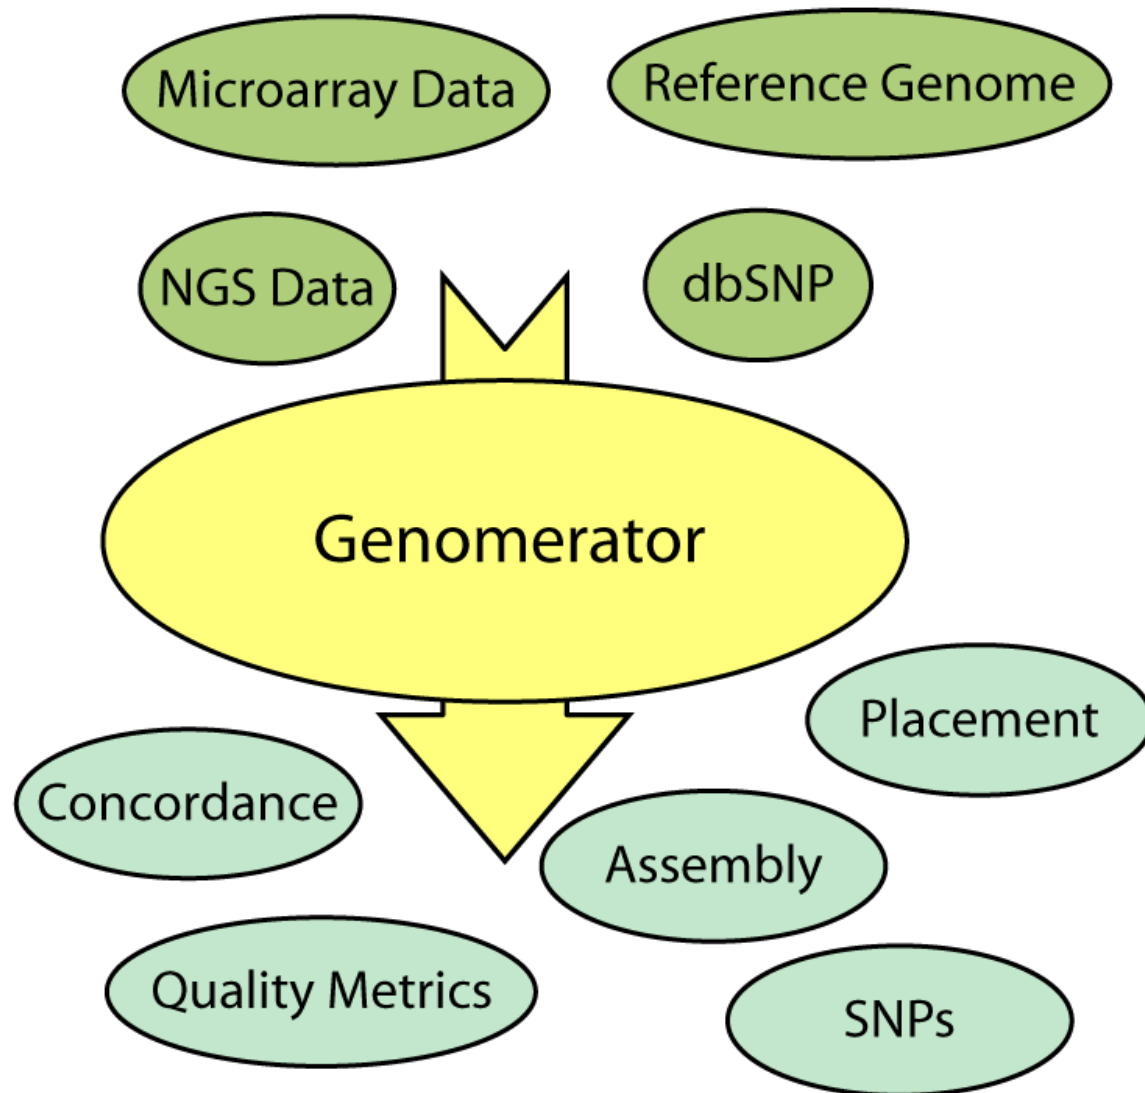 Microarray Data
Reference Genome
NGS Data
dbSNP
Genomerator
Placement
Concordance
Assembly
Quality Metrics
SNPs